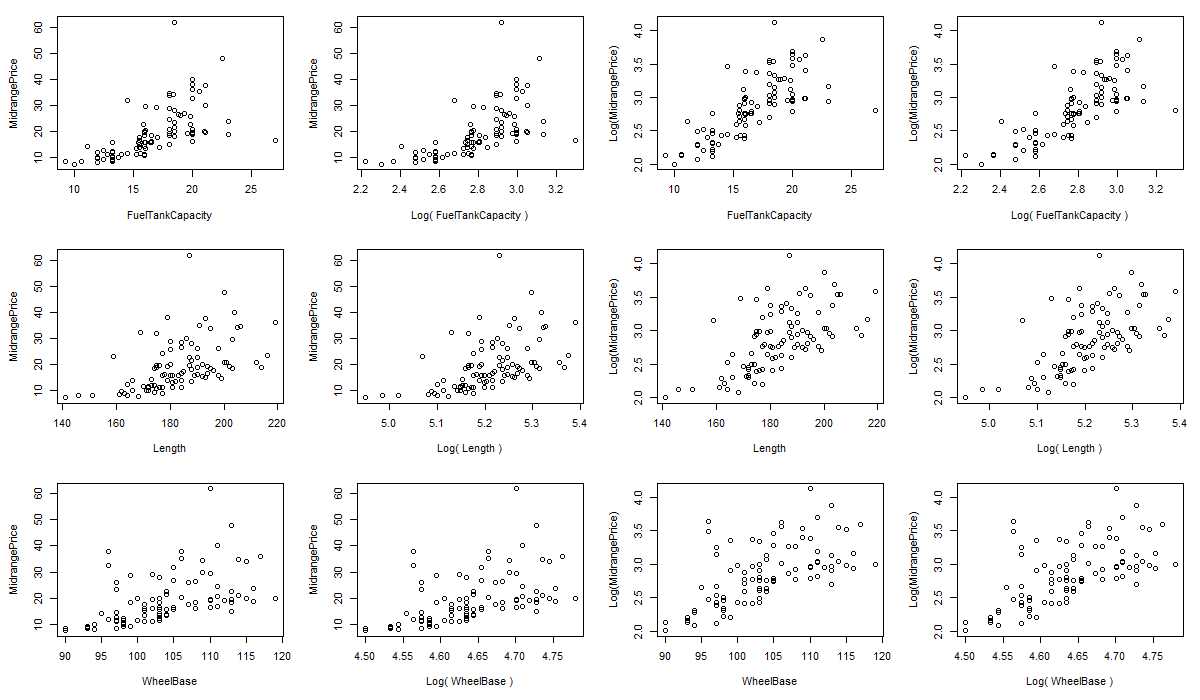 MidrangePrice
10 20 30 40 50 60
10 15 20 25
FuelTankCapacity
MidrangePrice
10 20 30 40 50 60
2.2 2.4 2.6 2.8 3.0 3.2
Log( FuelTankCapacity )
Log(MidrangePrice)
2.0 2.5 3.0 3.5 4.0
10 15 20 25
FuelTankCapacity
Log(MidrangePrice)
2.0 2.5 3.0 3.5 4.0
2.2 2.4 2.6 2.8 3.0 3.2
Log( FuelTankCapacity )
MidrangePrice
10 20 30 40 50 60
140 160 180 200 220
Length
MidrangePrice
10 20 30 40 50 60
5.0 5.1 5.2 5.3 5.4
Log( Length )
Log(MidrangePrice)
2.0 2.5 3.0 3.5 4.0
140 160 180 200 220
Length
Log(MidrangePrice)
2.0 2.5 3.0 3.5 4.0
5.0 5.1 5.2 5.3 5.4
Log( Length )
MidrangePrice
10 20 30 40 50 60
90 95 100 105 110 115 120
WheelBase
MidrangePrice
10 20 30 40 50 60
4.50 4.55 4.60 4.65 4.70 4.75
Log( WheelBase )
Log(MidrangePrice)
2.0 2.5 3.0 3.5 4.0
90 95 100 105 110 115 120
WheelBase
Log(MidrangePrice)
2.0 2.5 3.0 3.5 4.0
4.50 4.55 4.60 4.65 4.70 4.75
Log( WheelBase )